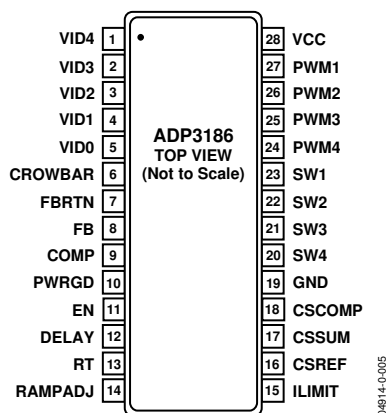 VID4 1
VID3 2
VID2 3
VID1 4
VID0 5
CROWBAR 6
FBRTN 7
FB 8
COMP 9
PWRGD 10
EN 11
DELAY 12
RT 13
RAMPADJ 14
ADP3186
TOP VIEW
(Not to Scale)
28 VCC
27 PWM1
26 PWM2
25 PWM3
24 PWM4
23 SW1
22 SW2
21 SW3
20 SW4
19 GND
18 CSCOMP
17 CSSUM
16 CSREF
15 ILIMIT
04914-0-005